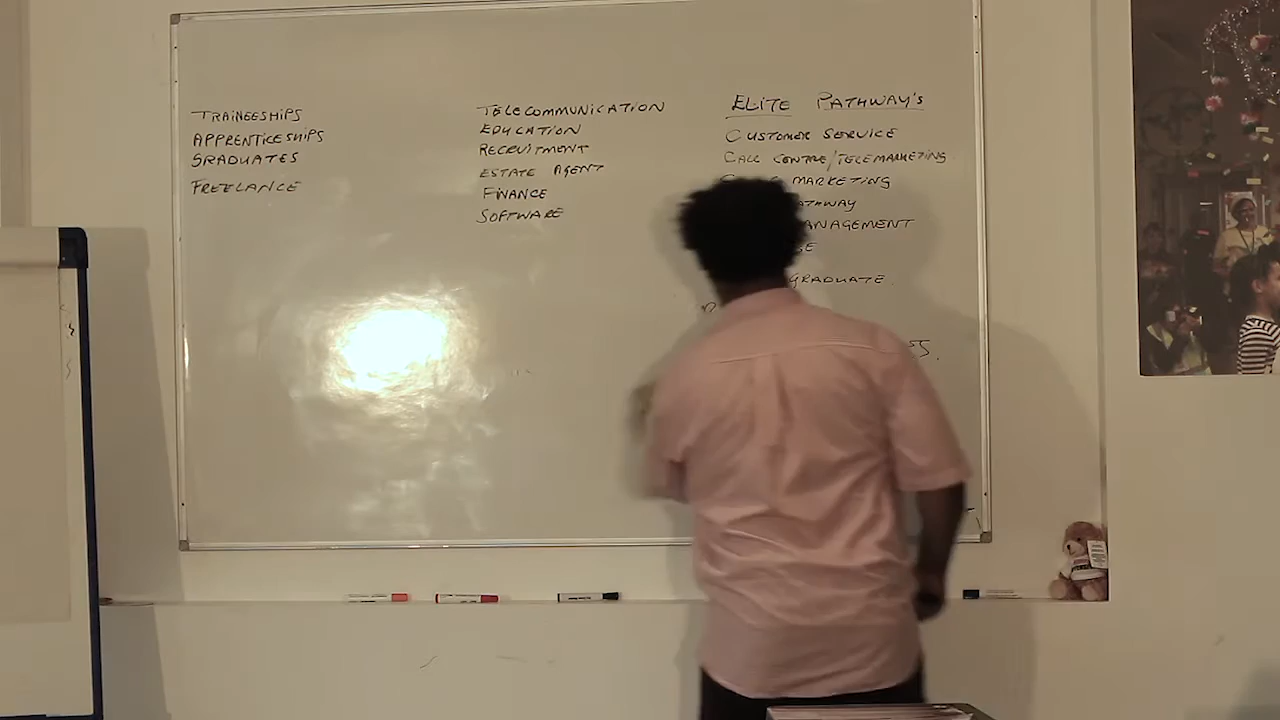 TRAINEESHIPS
APPRENTICESHIPS
GRADUATES
FREELANCE
TELECOMMUNICATION
EDUCATION
RECRUITMENT
ESTATE AGENT
FINANCE
SOFTWARE
ELITE PATHWAY'S
CUSTOMER SERVICE
CALL CENTRE/TELEMARKETING
MARKETING
GRADUATE